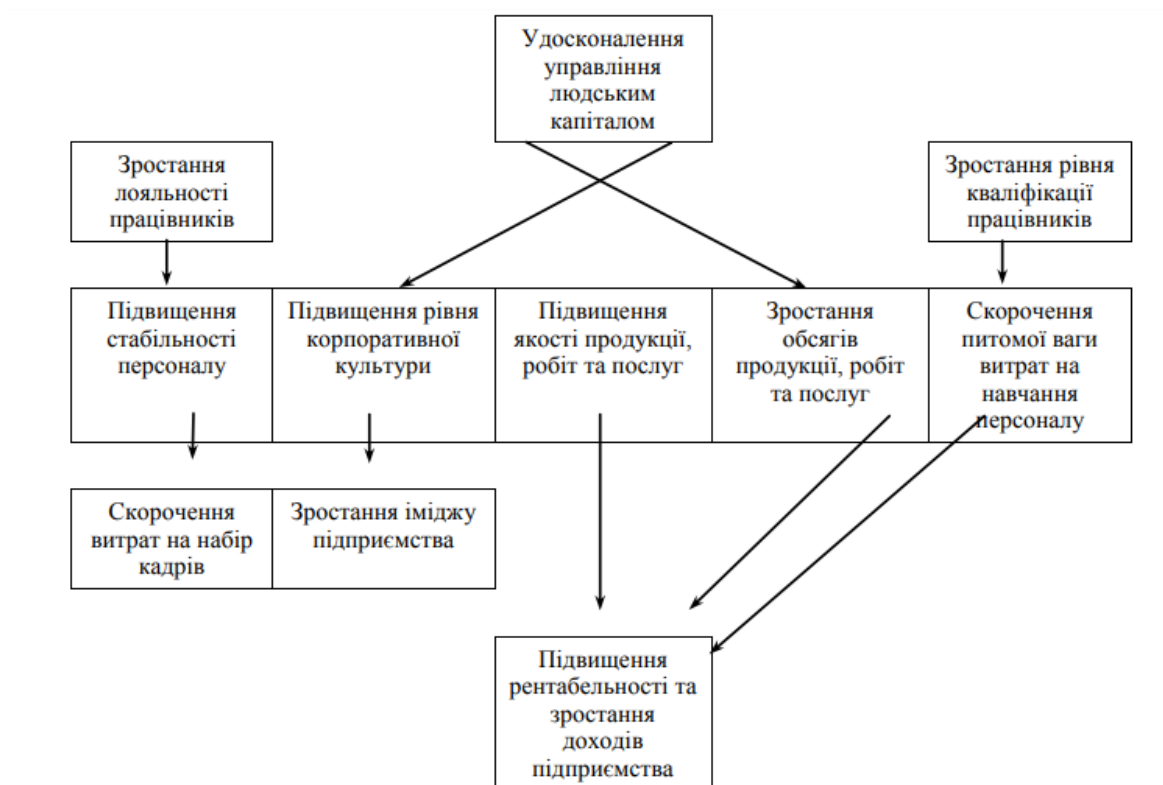 Удосконалення
управління
людським
капіталом
Зростання
лояльності
працівників
Зростання рівня
кваліфікації
працівників
Підвищення
стабільності
персоналу
Підвищення рівня
корпоративної
культури
Підвищення
якості продукції,
робіт та послуг
Зростання
обсягів
продукції, робіт
та послуг
Скорочення
питомої ваги
витрат на
навчання
персоналу
Скорочення
витрат на набір
кадрів
Зростання іміджу
підприємства
Підвищення
рентабельності та
зростання
доходів
підприємства